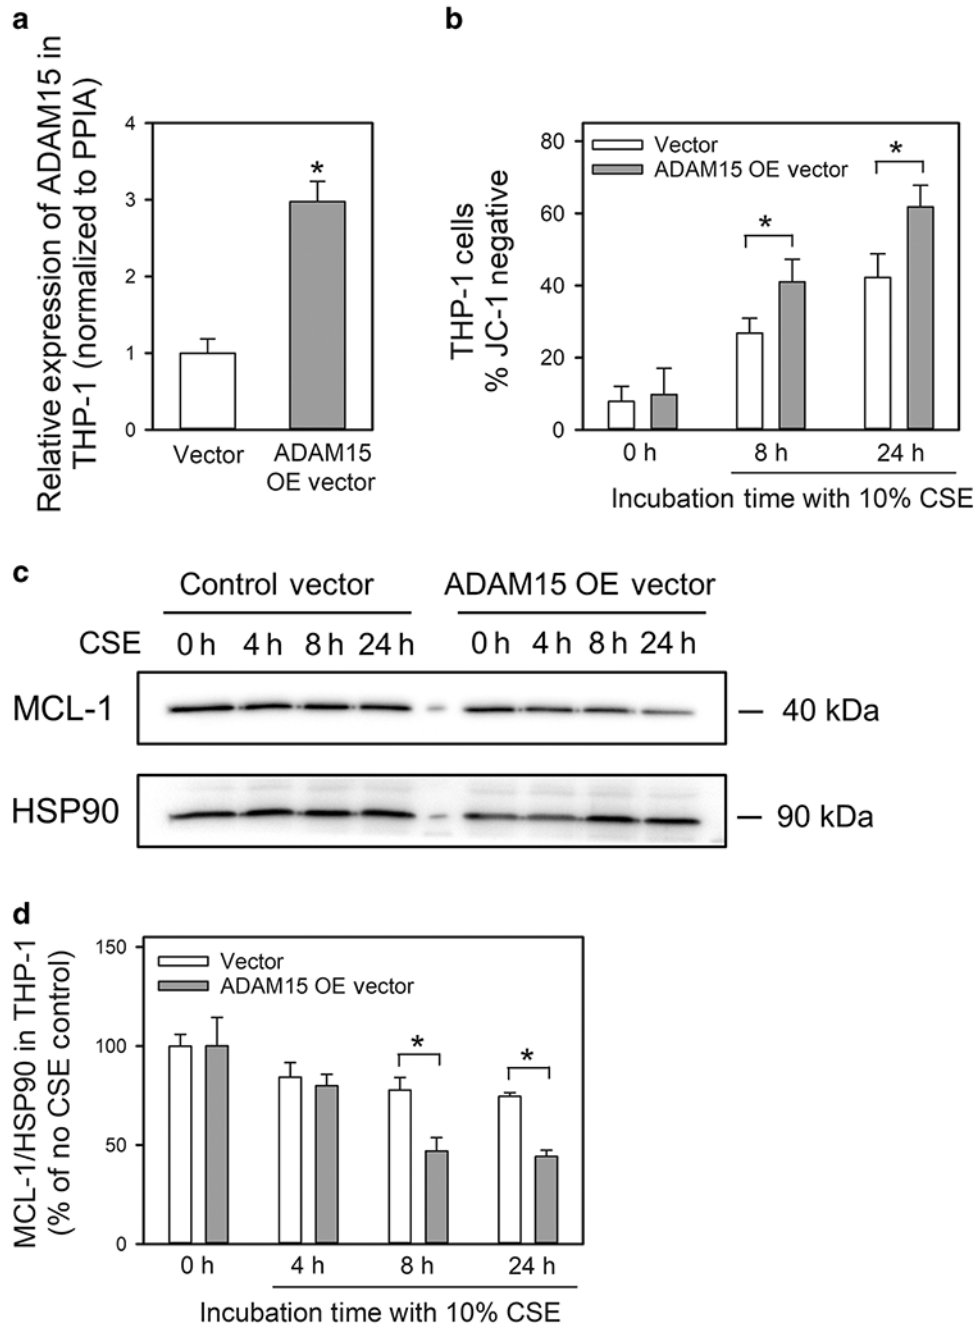 a
Relative expression of ADAM15 in
THP-1 (normalized to PPIA)
4
3
2
1
0
*
Vector
ADAM15
OE vector
b
THP-1 cells
% JC-1 negative
80
60
40
20
0
Vector
ADAM15 OE vector
*
*
0 h
8 h
24 h
Incubation time with 10% CSE
c
Control vector
ADAM15 OE vector
CSE 0 h 4 h 8 h 24 h 0 h 4 h 8 h 24 h
MCL-1
40 kDa
HSP90
90 kDa
d
MCL-1/HSP90 in THP-1
(% of no CSE control)
150
100
50
0
Vector
ADAM15 OE vector
*
*
0 h
4 h
8 h
24 h
Incubation time with 10% CSE